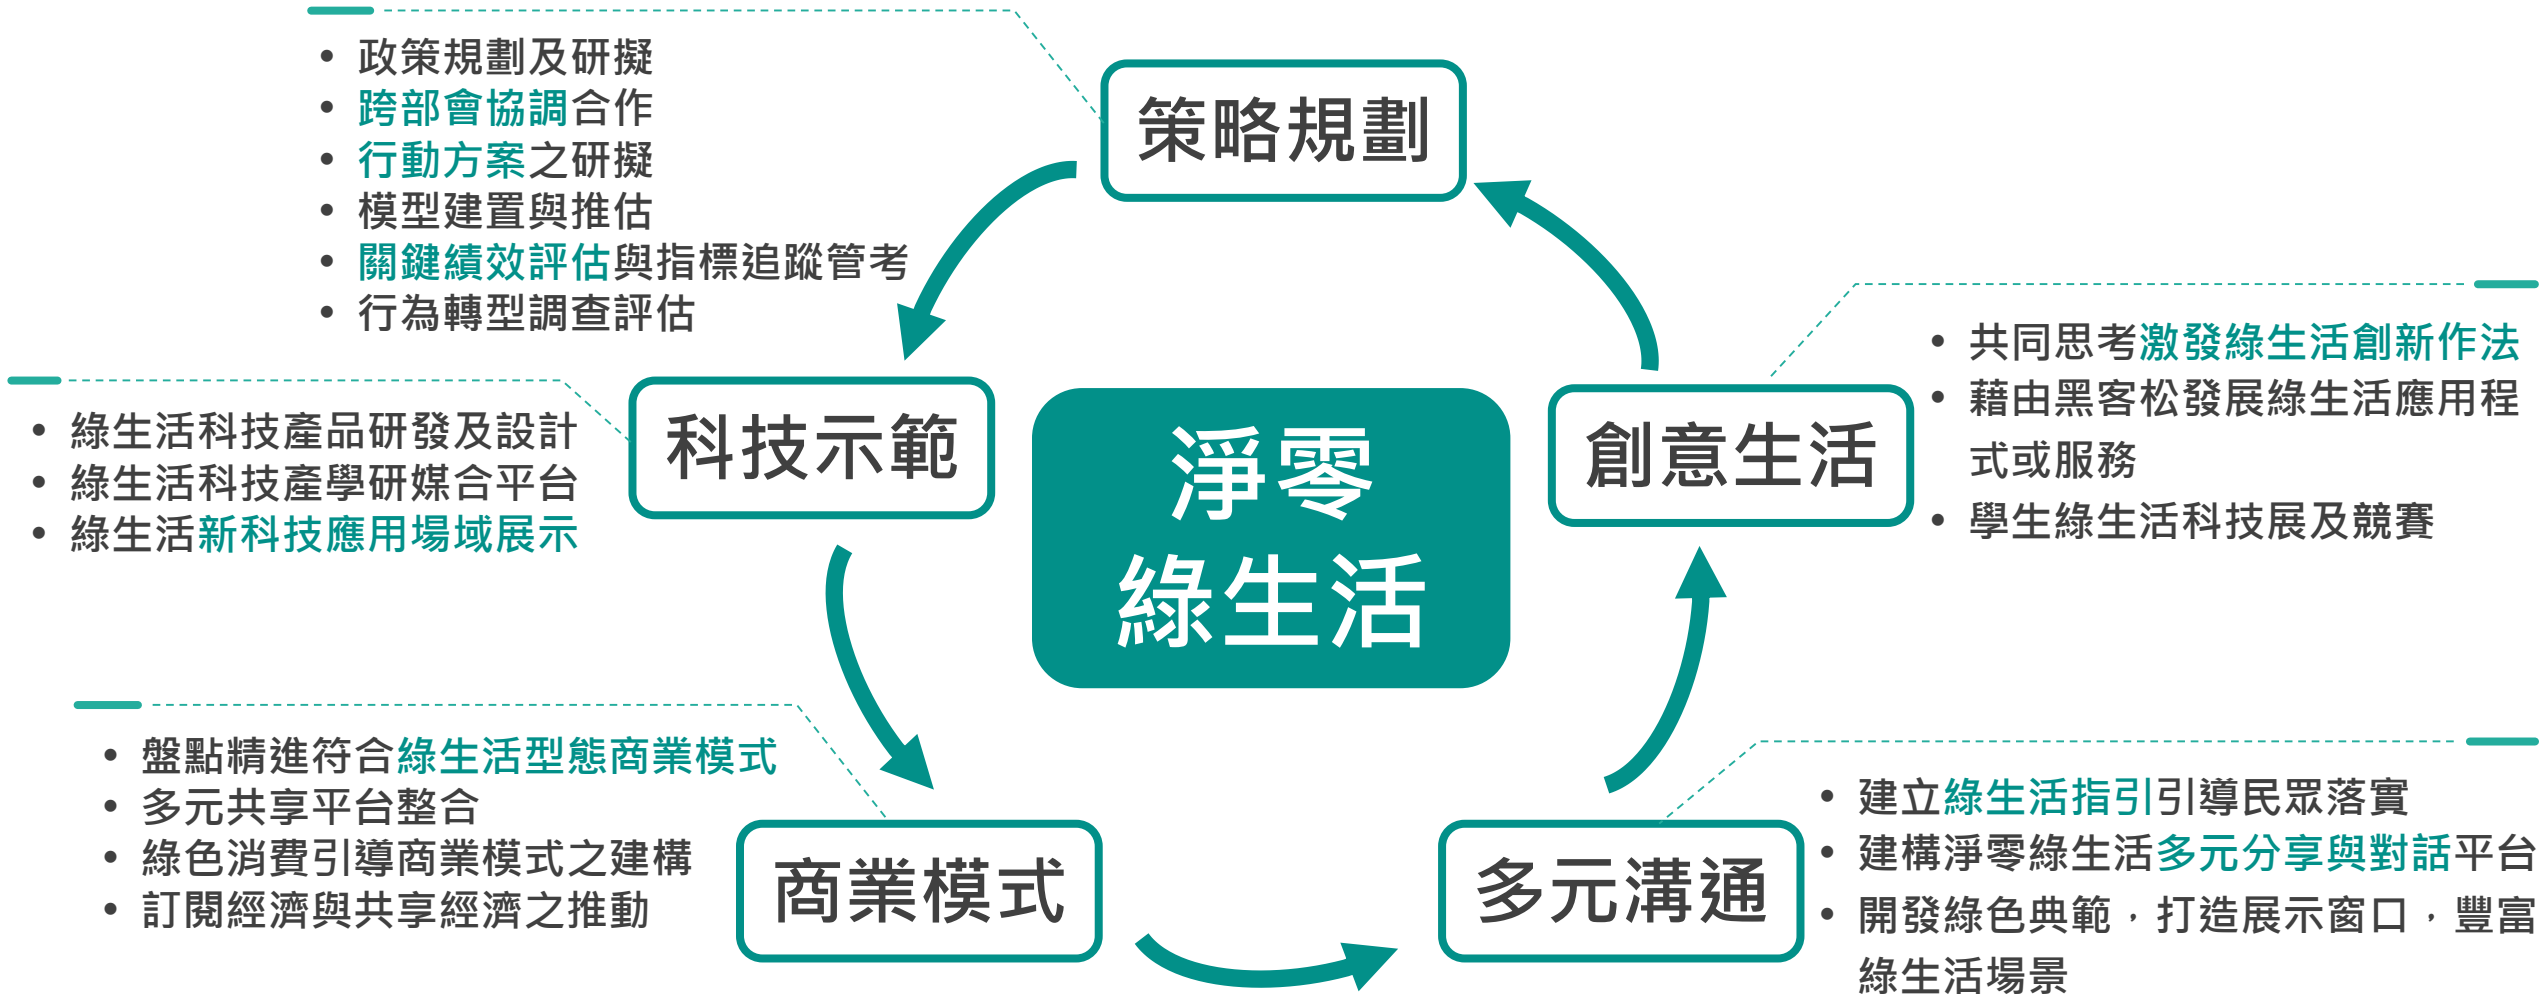 • 政策規劃及研擬
• 跨部會協調合作
• 行動方案之研擬
• 模型建置與推估
• 關鍵績效評估與指標追蹤管考
• 行為轉型調查評估
策略規劃
• 綠生活科技產品研發及設計
• 綠生活科技產學研媒合平台
• 綠生活新科技應用場域展示
科技示範
淨零
綠生活
創意生活
• 共同思考激發綠生活創新作法
• 藉由黑客松發展綠生活應用程
式或服務
• 學生綠生活科技展及競賽
• 盤點精進符合綠生活型態商業模式
• 多元共享平台整合
• 綠色消費引導商業模式之建構
• 訂閱經濟與共享經濟之推動
商業模式
多元溝通
• 建立綠生活指引引導民眾落實
• 建構淨零綠生活多元分享與對話平台
• 開發綠色典範，打造展示窗口，豐富
綠生活場景